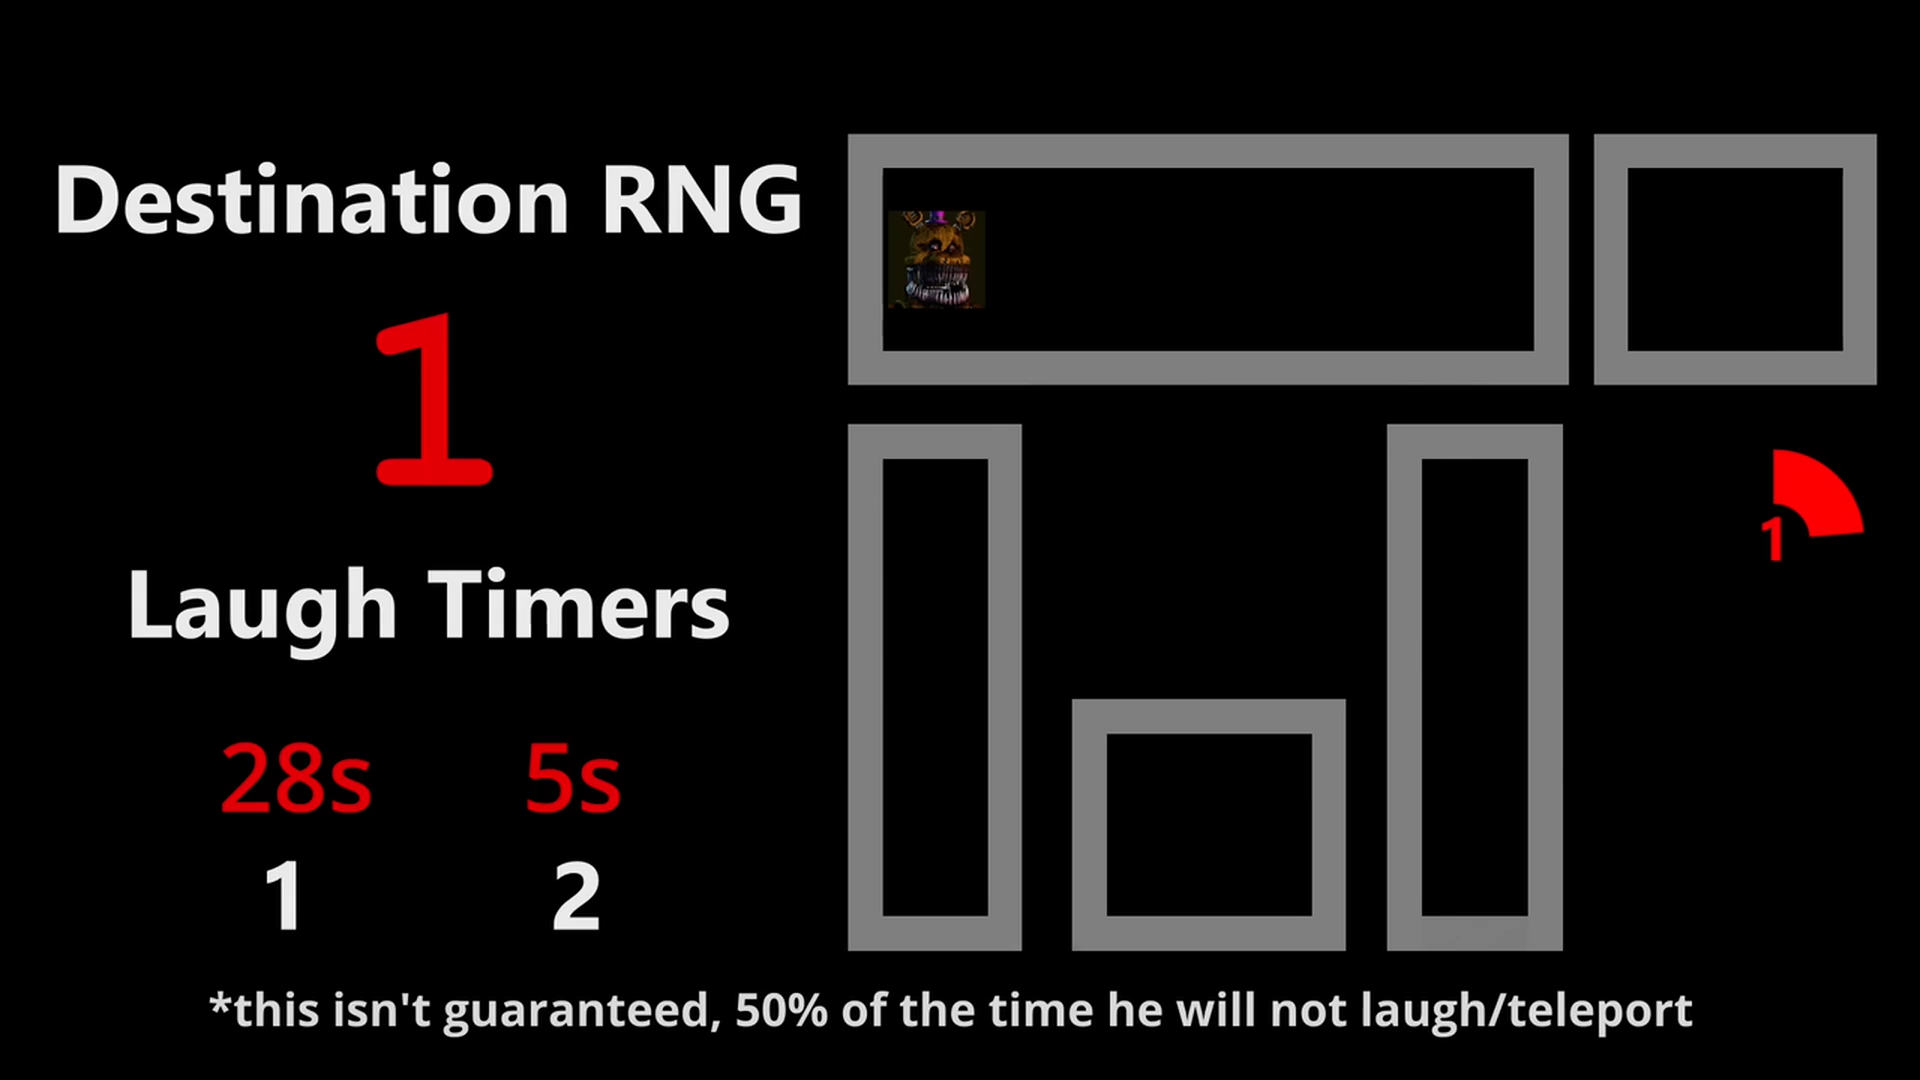 Destination RNG
1
Laugh Timers
28s 5s
1 2
1
*this isn't guaranteed, 50% of the time he will not laugh/teleport